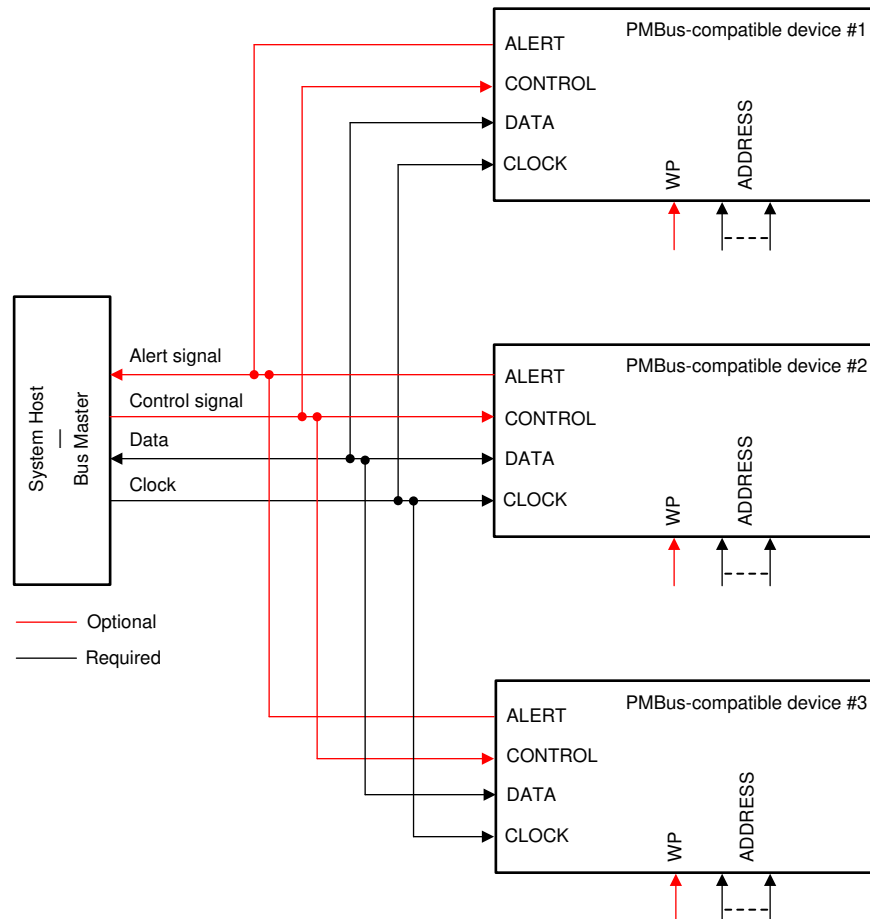 PMBus-compatible device #1
ALERT
CONTROL
DATA
CLOCK
WP
ADDRESS
System Host
—
Bus Master
Alert signal
Control signal
Data
Clock
PMBus-compatible device #2
ALERT
CONTROL
DATA
CLOCK
WP
ADDRESS
Optional
Required
PMBus-compatible device #3
ALERT
CONTROL
DATA
CLOCK
WP
ADDRESS